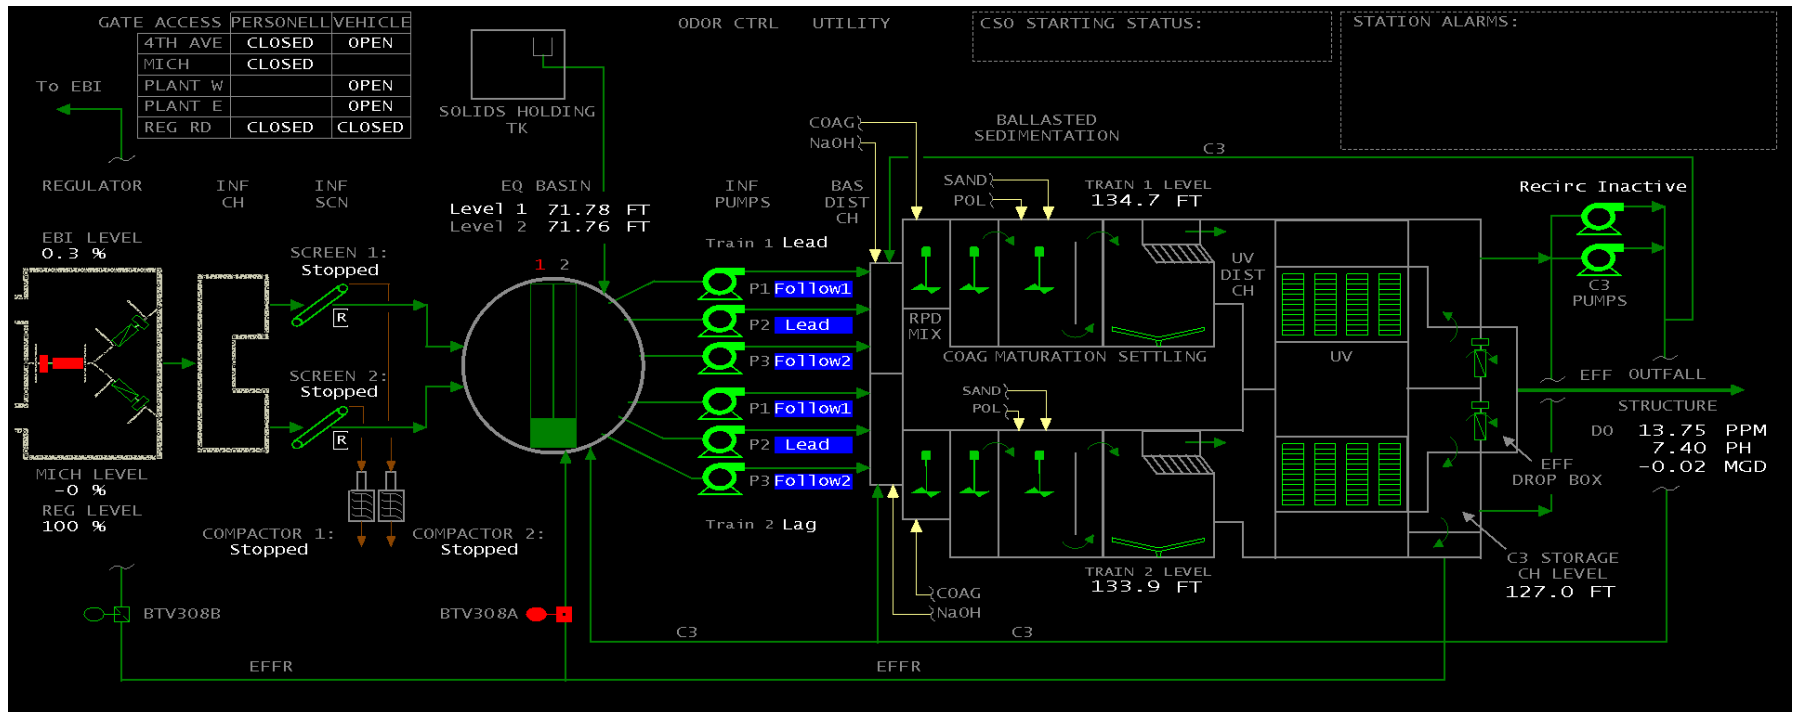 GATE ACCESS PERSONELL VEHICLE
4TH AVE CLOSED OPEN
MICH CLOSED
PLANT W OPEN
PLANT E OPEN
REG RD CLOSED CLOSED
ODOR CTRL UTILITY
CSO STARTING STATUS:
STATION ALARMS:
To EBI
SOLIDS HOLDING
TK
COAG
NaOH
BALLASTED
SEDIMENTATION
C3
REGULATOR
INF
CH
INF
SCN
EQ BASIN
Level 1 71.78 FT
Level 2 71.76 FT
INF
PUMPS
BAS
DIST
CH
SAND
POL
TRAIN 1 LEVEL
134.7 FT
Recirc Inactive
EBI LEVEL
0.3 %
SCREEN 1:
Stopped
Train 1 Lead
1 2
UV
DIST
CH
C3
PUMPS
P1 Follow1
P2 Lead
P3 Follow2
R
RPD
MIX
COAG MATURATION SETTLING
UV
SCREEN 2:
Stopped
R
SAND
POL
P1 Follow1
P2 Lead
P3 Follow2
EFF OUTFALL
STRUCTURE
DO 13.75 PPM
7.40 PH
-0.02 MGD
EFF
DROP BOX
MICH LEVEL
-0 %
REG LEVEL
100 %
COMPACTOR 1:
Stopped
COMPACTOR 2:
Stopped
Train 2 Lag
TRAIN 2 LEVEL
133.9 FT
C3 STORAGE
CH LEVEL
127.0 FT
COAG
NaOH
BTV308B
BTV308A
C3
C3
EFFR
EFFR